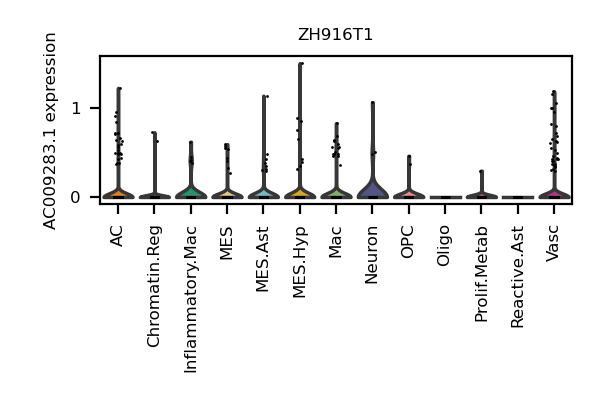 ZH916T1
AC009283.1 expression
1
0
AC
Chromatin.Reg
Inflammatory.Mac
MES
MES.Ast
MES.Hyp
Mac
Neuron
OPC
Oligo
Prolif.Metab
Reactive.Ast
Vasc